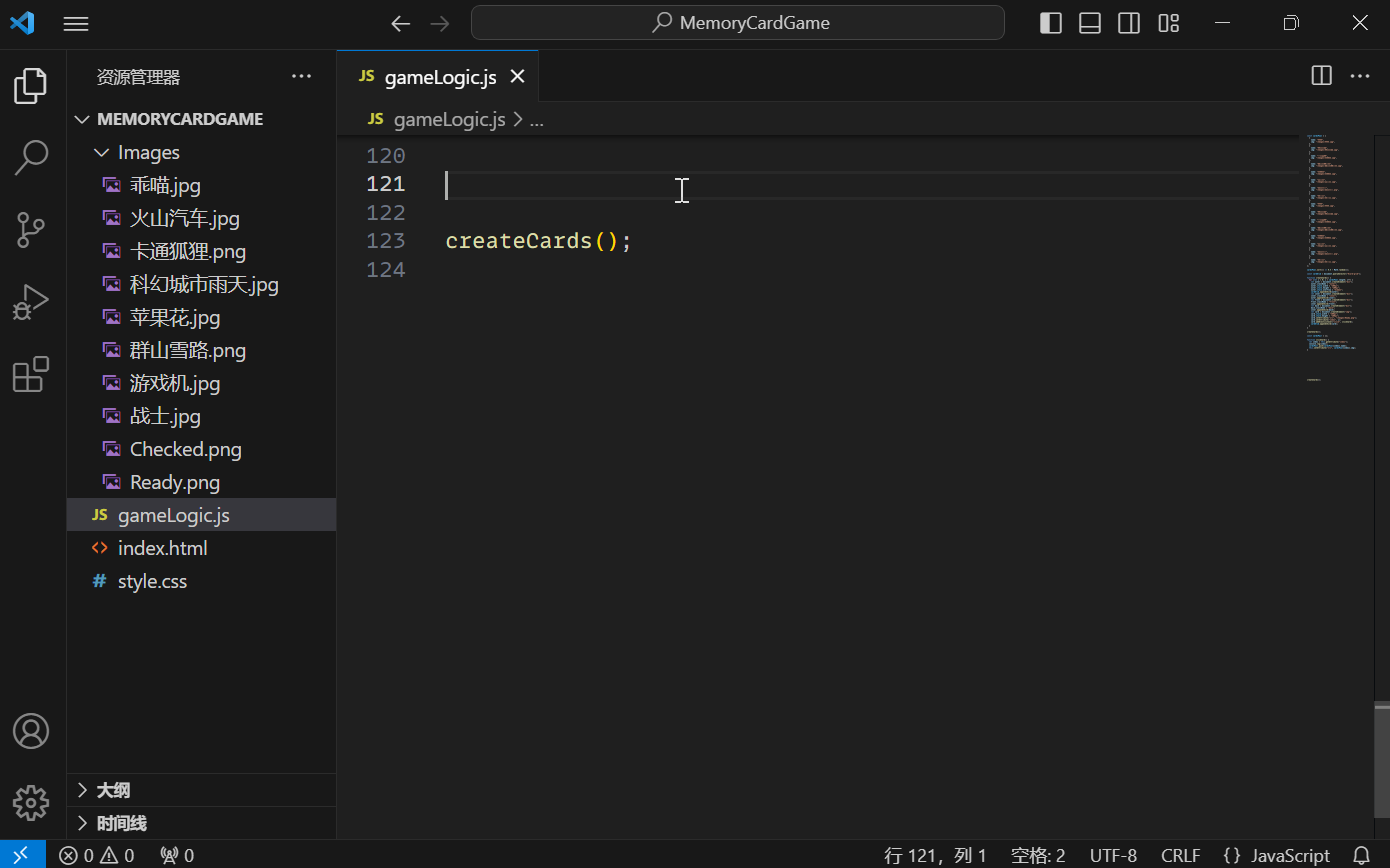 MemoryCardGame
资源管理器
JS gameLogic.js
MEMORYCARDGAME
JS gameLogic.js > ...
Images
乖喵.jpg
火山汽车.jpg
卡通狐狸.png
科幻城市雨天.jpg
苹果花.jpg
群山雪路.png
游戏机.jpg
战士.jpg
Checked.png
Ready.png
JS gameLogic.js
<> index.html
# style.css
120
121
122
123 createCards();
124
大纲
时间线
0 0 0
行 121，列 1 空格: 2 UTF-8 CRLF {} JavaScript